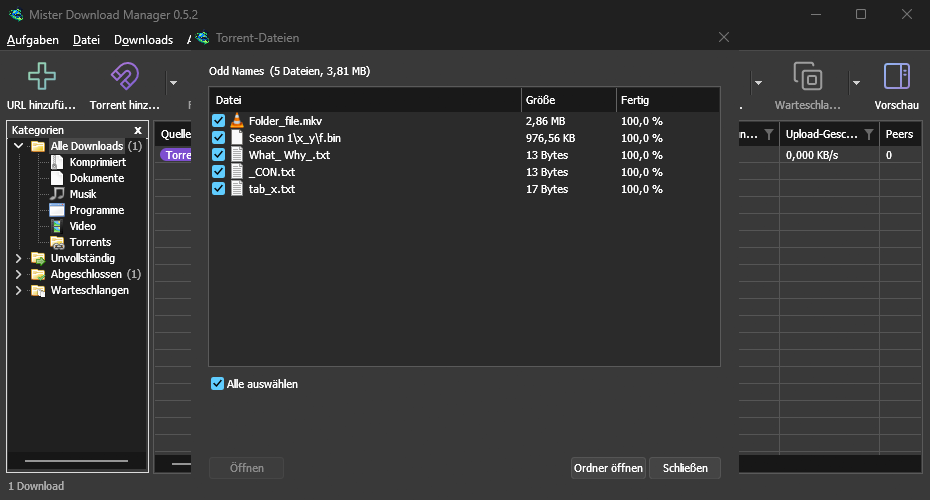 Mister Download Manager 0.5.2
Aufgaben Datei Downloads
Torrent-Dateien
URL hinzufü... Torrent hinz... Warteschla... Vorschau
Odd Names (5 Dateien, 3,81 MB)
Kategorien x
Alle Downloads (1)
Komprimiert
Dokumente
Musik
Programme
Video
Torrents
Unvollständig
Abgeschlossen (1)
Warteschlangen
Quelle
Torre
Datei Größe Fertig
Folder_file.mkv 2,86 MB 100,0 %
Season 1\x_y\f.bin 976,56 KB 100,0 %
What_ Why_.txt 13 Bytes 100,0 %
_CON.txt 13 Bytes 100,0 %
tab_x.txt 17 Bytes 100,0 %
Upload-Gesc... Peers
0,000 KB/s 0
Alle auswählen
Öffnen Ordner öffnen Schließen
1 Download